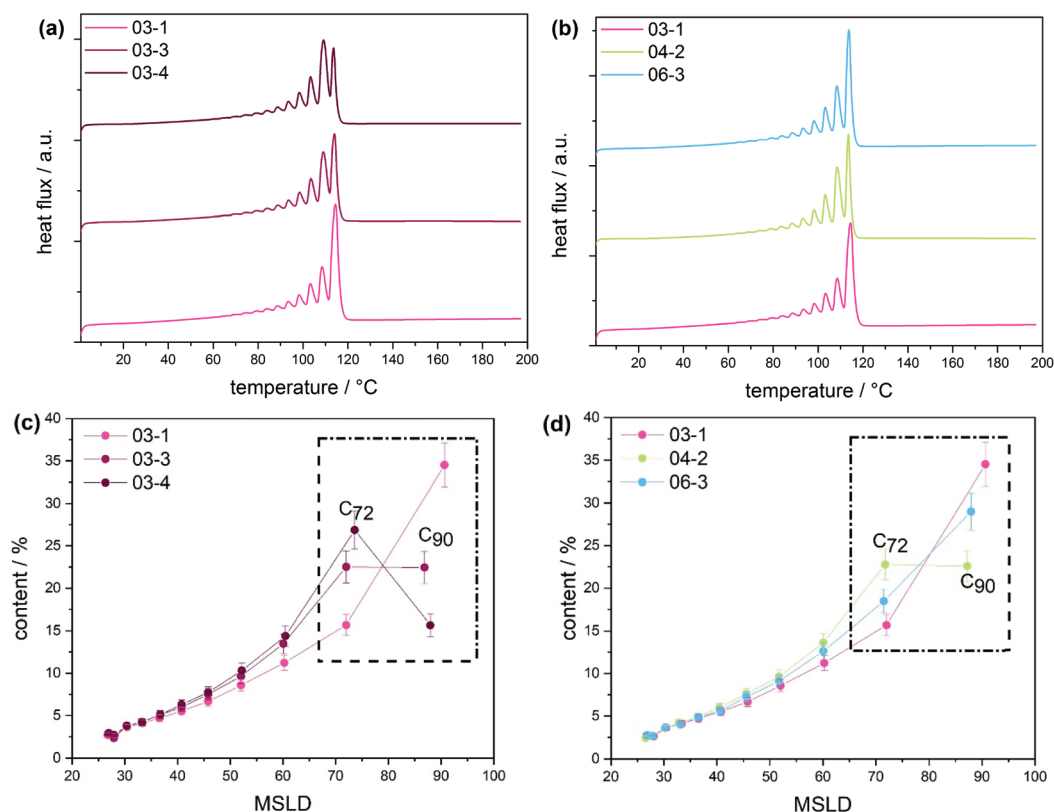 (a)
03-1
03-3
03-4
heat flux / a.u.
20 40 60 80 100 120 140 160 180 200
temperature / °C
(b)
03-1
04-2
06-3
heat flux / a.u.
20 40 60 80 100 120 140 160 180 200
temperature / °C
(c)
03-1
03-3
03-4
C72
C90
content / %
40
35
30
25
20
15
10
5
0
20 30 40 50 60 70 80 90 100
MSLD
(d)
03-1
04-2
06-3
C72
C90
content / %
40
35
30
25
20
15
10
5
0
20 30 40 50 60 70 80 90 100
MSLD